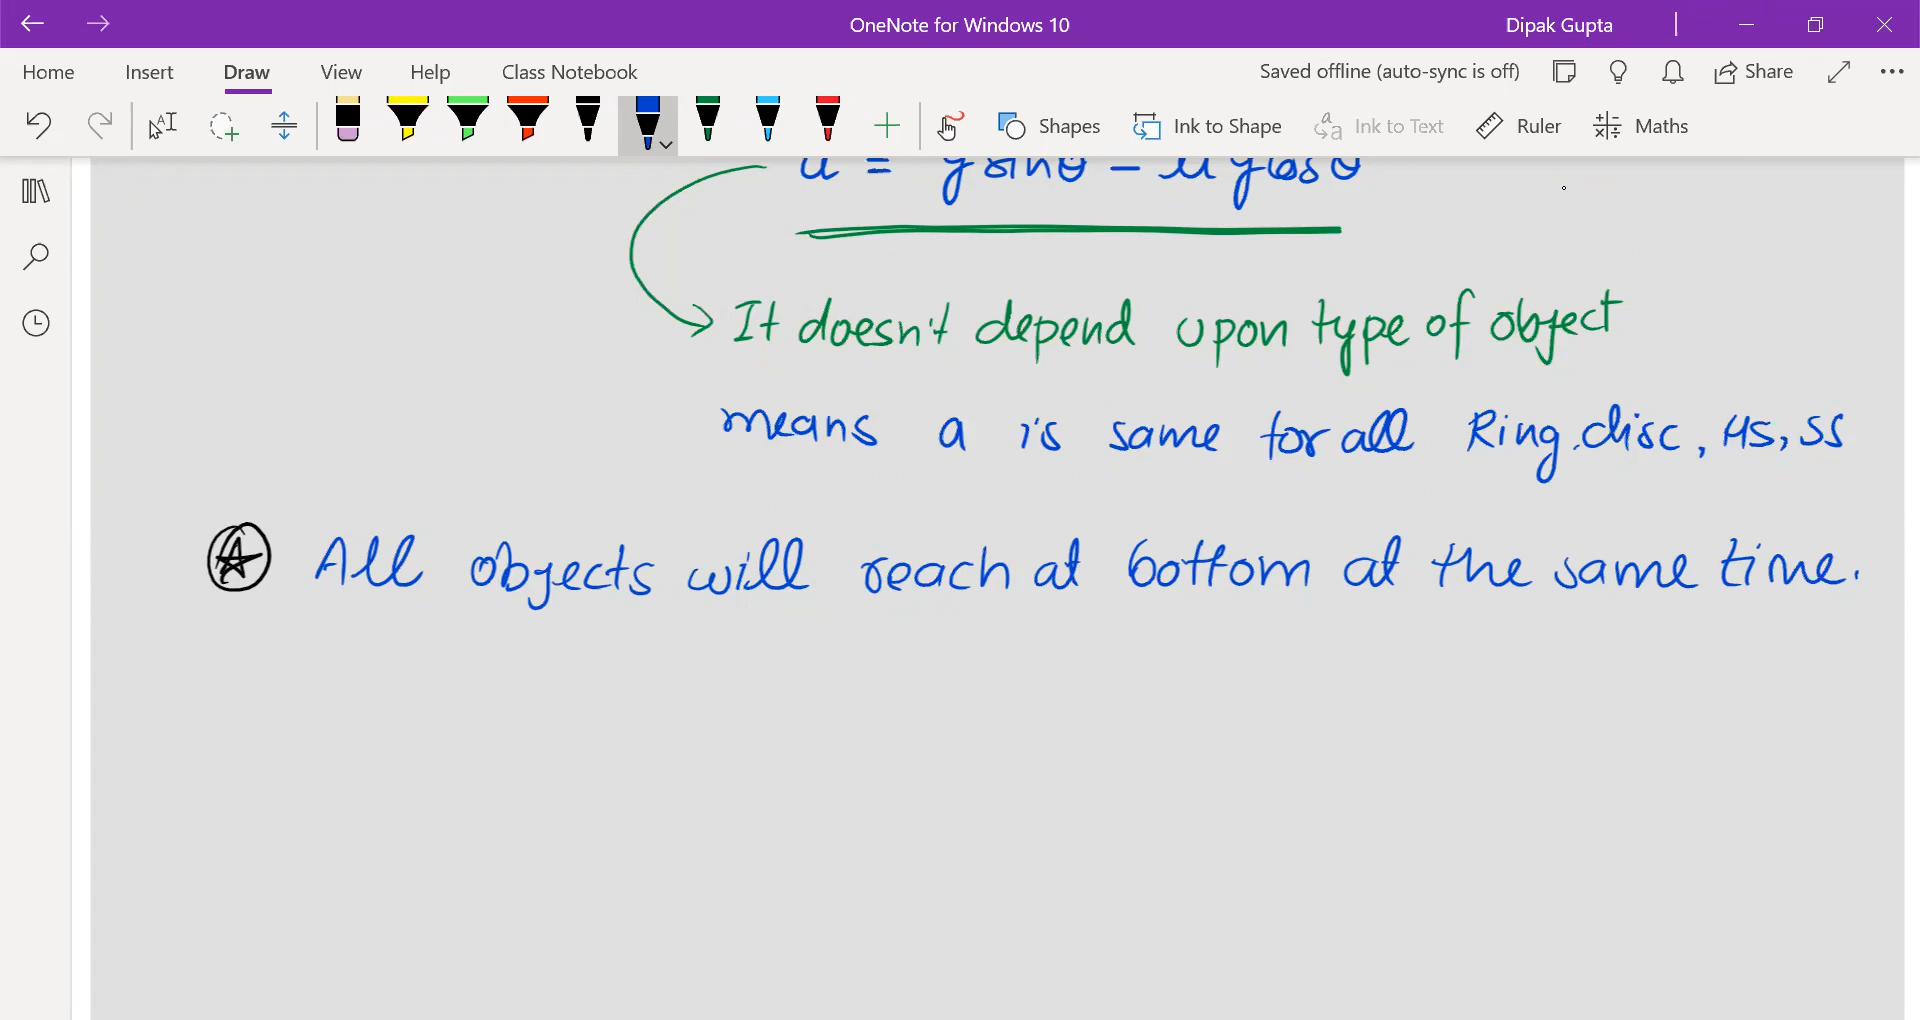 OneNote for Windows 10
Dipak Gupta
Home Insert Draw View Help Class Notebook
Saved offline (auto-sync is off) Share
Shapes Ink to Shape Ink to Text Ruler Maths
a = g sinθ - μ g cos θ
It doesn't depend upon type of object
means a is same for all Ring, disc, HS, SS
All objects will reach at bottom at the same time.